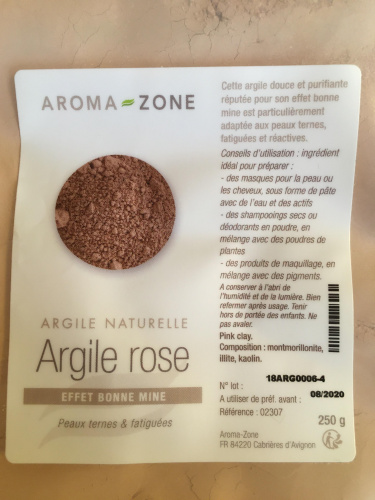 AROMA ZONE
ARGILE NATURELLE
Argile rose
EFFET BONNE MINE
Peaux ternes & fatiguées
Cette argile douce et purifiante
réputée pour son effet bonne
mine est particulièrement
adaptée aux peaux ternes,
fatiguées et réactives.
Conseils d'utilisation : ingrédient
idéal pour préparer :
- des masques pour la peau ou
les cheveux, sous forme de pâte
avec de l'eau et des actifs
- des shampooings secs ou
déodorants en poudre, en
mélange avec des poudres de
plantes
- des produits de maquillage, en
mélange avec des pigments.
A conserver à l'abri de
l'humidité et de la lumière. Bien
refermer après usage. Tenir
hors de portée des enfants. Ne
pas avaler.
Pink clay.
Composition : montmorillonite,
illite, kaolin.
N° lot : 18ARG0006-4
A utiliser de préf. avant : 08/2020
Référence : 02307
250 g
Aroma-Zone
FR 84220 Cabrières d'Avignon